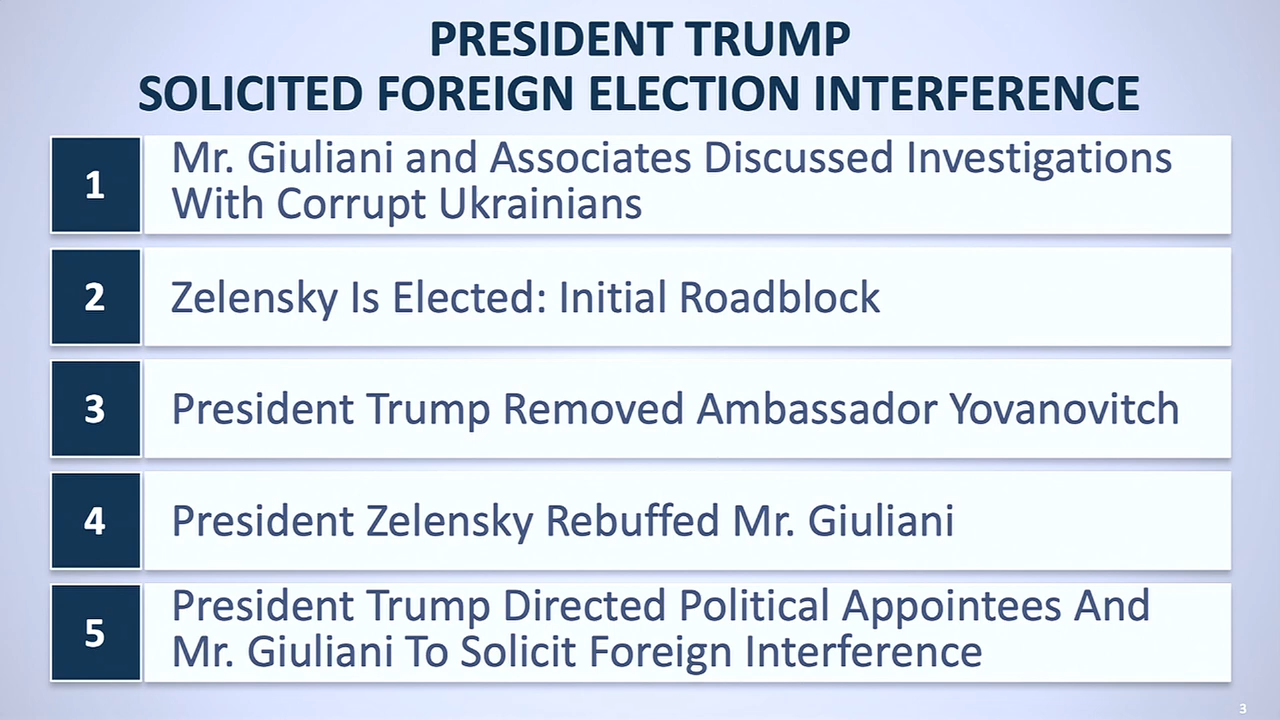 PRESIDENT TRUMP
SOLICITED FOREIGN ELECTION INTERFERENCE
1
Mr. Giuliani and Associates Discussed Investigations
With Corrupt Ukrainians
2
Zelensky Is Elected: Initial Roadblock
3
President Trump Removed Ambassador Yovanovitch
4
President Zelensky Rebuffed Mr. Giuliani
5
President Trump Directed Political Appointees And
Mr. Giuliani To Solicit Foreign Interference
3